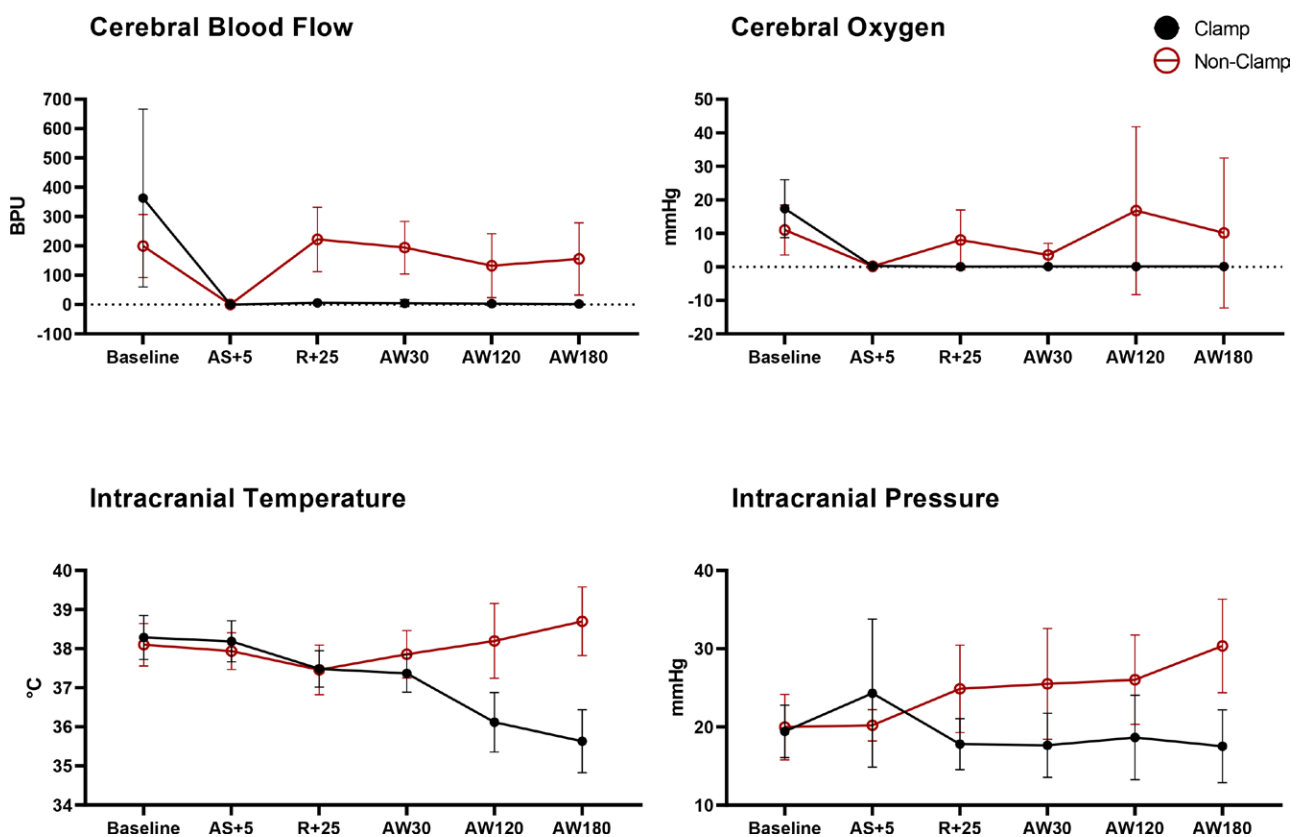 Cerebral Blood Flow
700
600
500
400
300
200
100
0
-100
BPU
Baseline AS+5 R+25 AW30 AW120 AW180
Cerebral Oxygen
50
40
30
20
10
0
-10
-20
mmHg
Baseline AS+5 R+25 AW30 AW120 AW180
Clamp
Non-Clamp
Intracranial Temperature
40
39
38
37
36
35
34
°C
Baseline AS+5 R+25 AW30 AW120 AW180
Intracranial Pressure
40
30
20
10
mmHg
Baseline AS+5 R+25 AW30 AW120 AW180